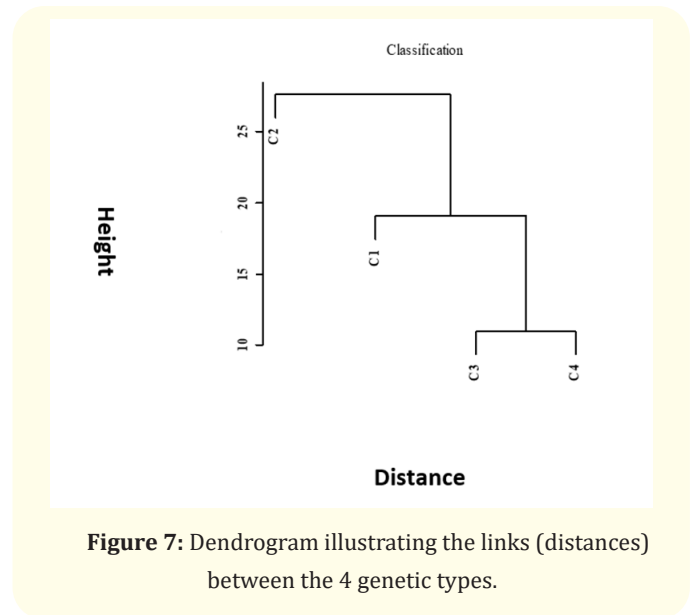 Classification
Height
25
20
15
10
C2
C1
C3
C4
Distance
Figure 7: Dendrogram illustrating the links (distances)
between the 4 genetic types.